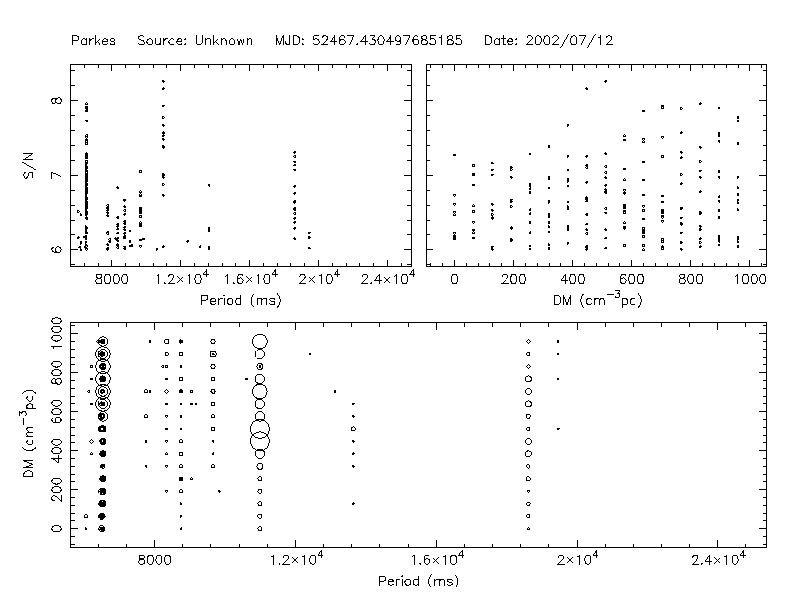 Parkes Source: Unknown MJD: 52467.430497685185 Date: 2002/07/12
8
7
6
S/N
8000 1.2×10⁴ 1.6×10⁴ 2×10⁴ 2.4×10⁴
Period (ms)
0 200 400 600 800 1000
DM (cm⁻³pc)
1000
800
600
400
200
0
DM (cm⁻³pc)
8000 1.2×10⁴ 1.6×10⁴ 2×10⁴ 2.4×10⁴
Period (ms)